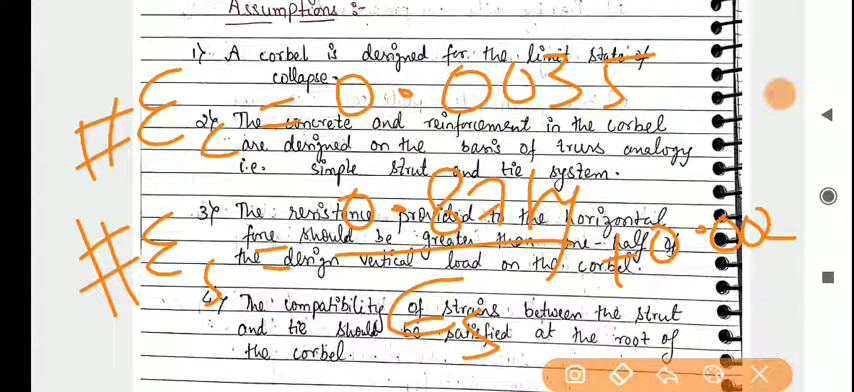 Assumptions :-
1) A corbel is designed for the limit state of
collapse.
# ε c = 0.0035
2) The concrete and reinforcement in the corbel
are designed on the basis of truss analogy
i.e. simple strut and tie system.
3) The resistance provided to the horizontal
force should be greater than one-half of
the design vertical load on the corbel.
# ε s = 0.87fy / Es + 0.002
4) The compatibility of strains between the strut
and tie should be satisfied at the root of
the corbel.